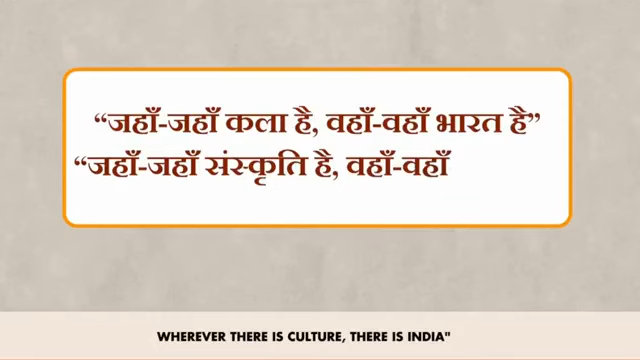 “जहाँ-जहाँ कला है, वहाँ-वहाँ भारत है”
“जहाँ-जहाँ संस्कृति है, वहाँ-वहाँ
WHEREVER THERE IS CULTURE, THERE IS INDIA"